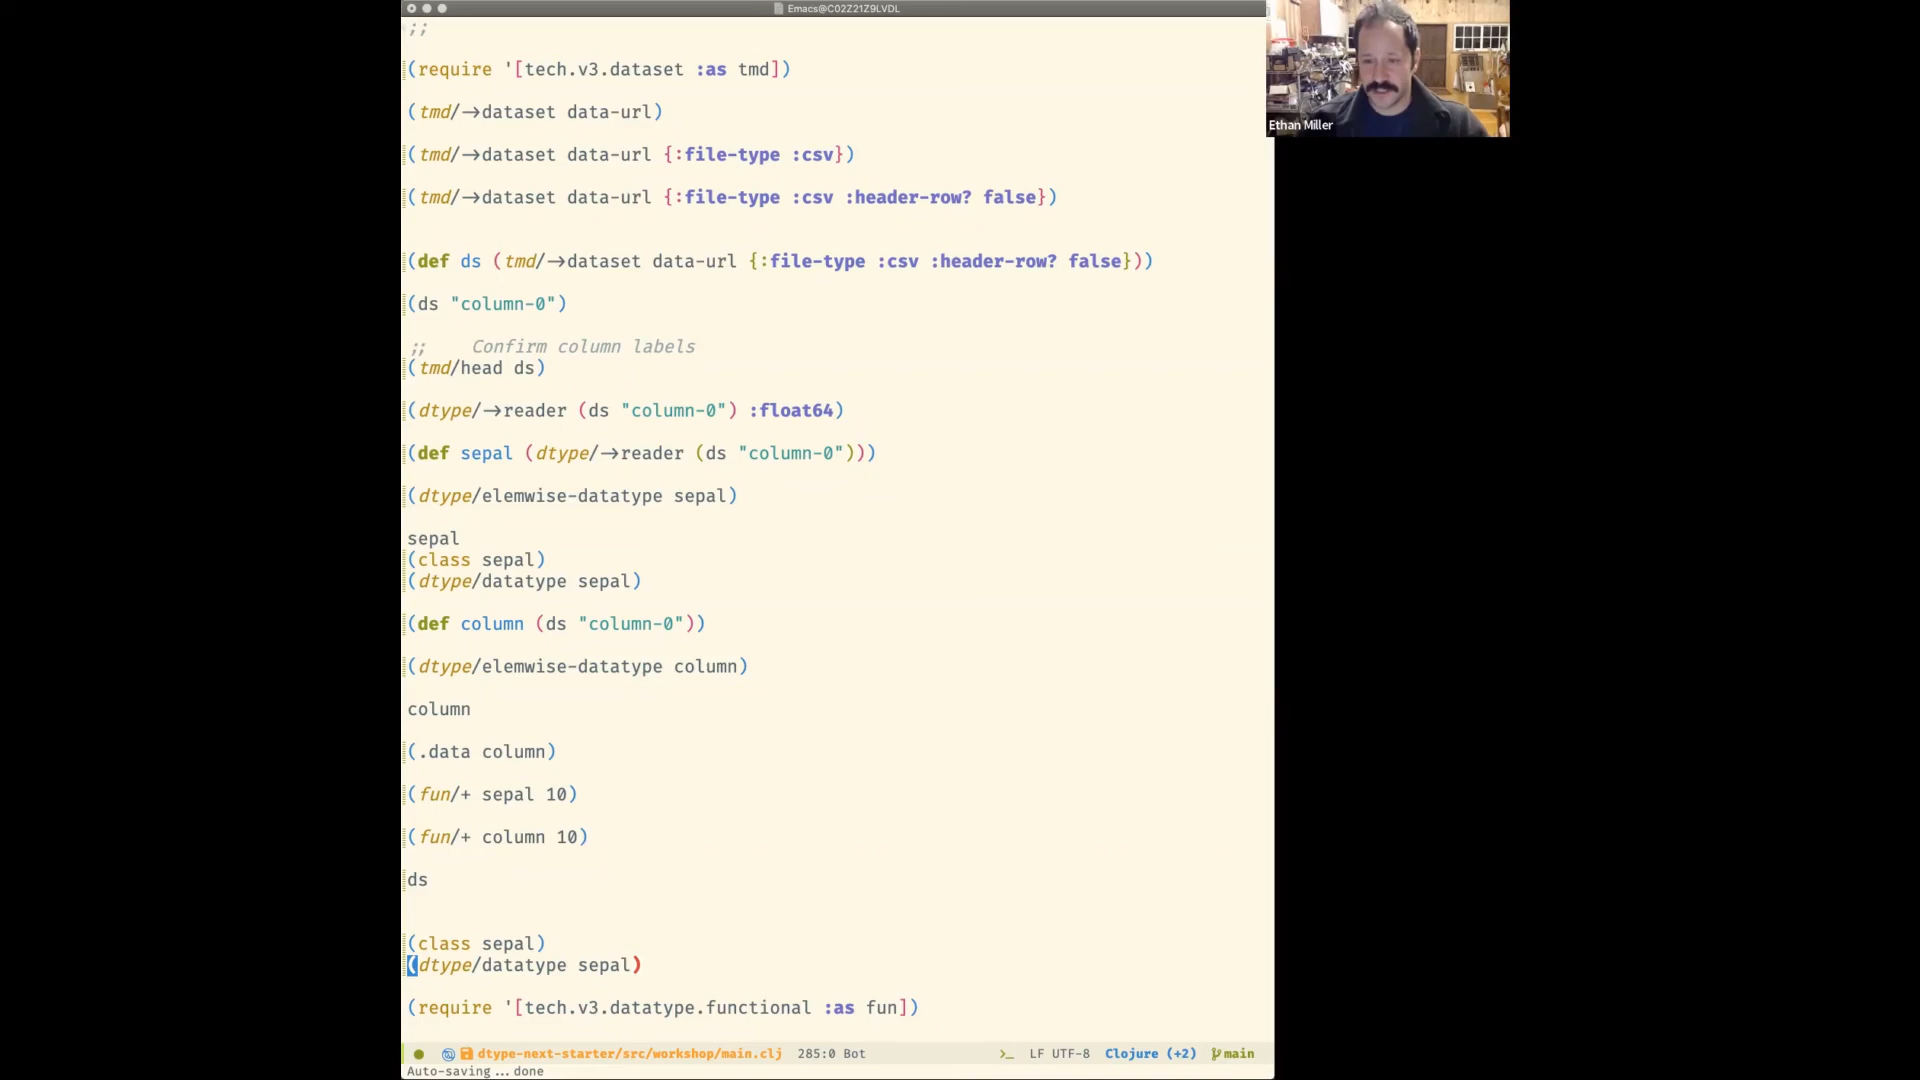 Emacs@C02Z21Z9LVDL
;;
(require '[tech.v3.dataset :as tmd])
(tmd/->dataset data-url)
(tmd/->dataset data-url {:file-type :csv})
(tmd/->dataset data-url {:file-type :csv :header-row? false})
(def ds (tmd/->dataset data-url {:file-type :csv :header-row? false}))
(ds "column-0")
;; Confirm column labels
(tmd/head ds)
(dtype/->reader (ds "column-0") :float64)
(def sepal (dtype/->reader (ds "column-0")))
(dtype/elemwise-datatype sepal)
sepal
(class sepal)
(dtype/datatype sepal)
(def column (ds "column-0"))
(dtype/elemwise-datatype column)
column
(.data column)
(fun/+ sepal 10)
(fun/+ column 10)
ds
(class sepal)
(dtype/datatype sepal)
(require '[tech.v3.datatype.functional :as fun])
dtype-next-starter/src/workshop/main.clj 285:0 Bot LF UTF-8 Clojure (+2) main
Auto-saving...done
Ethan Miller